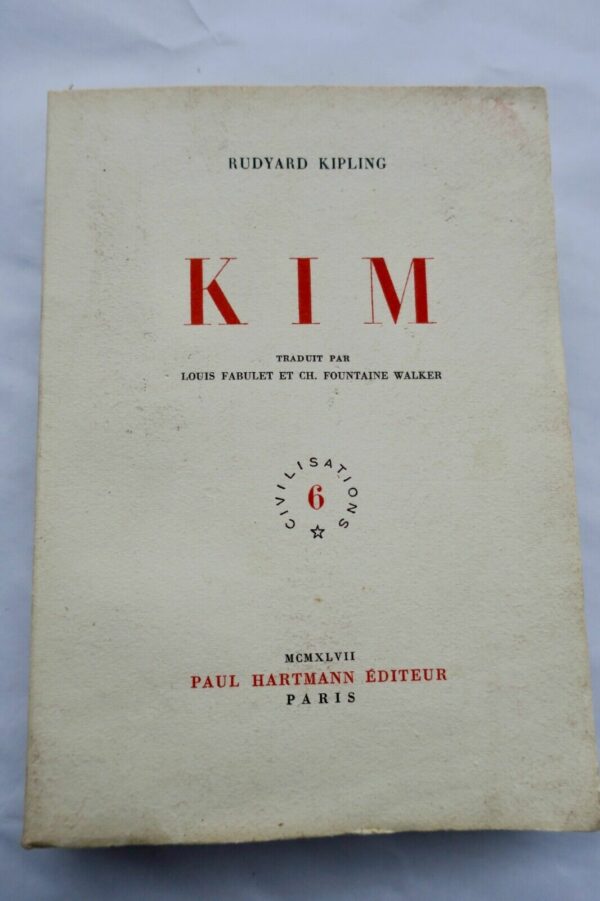 RUDYARD KIPLING
KIM
TRADUIT PAR
LOUIS FABULET ET CH. FOUNTAINE WALKER
CIVILISATIONS
6
MCMXLVII
PAUL HARTMANN ÉDITEUR
PARIS